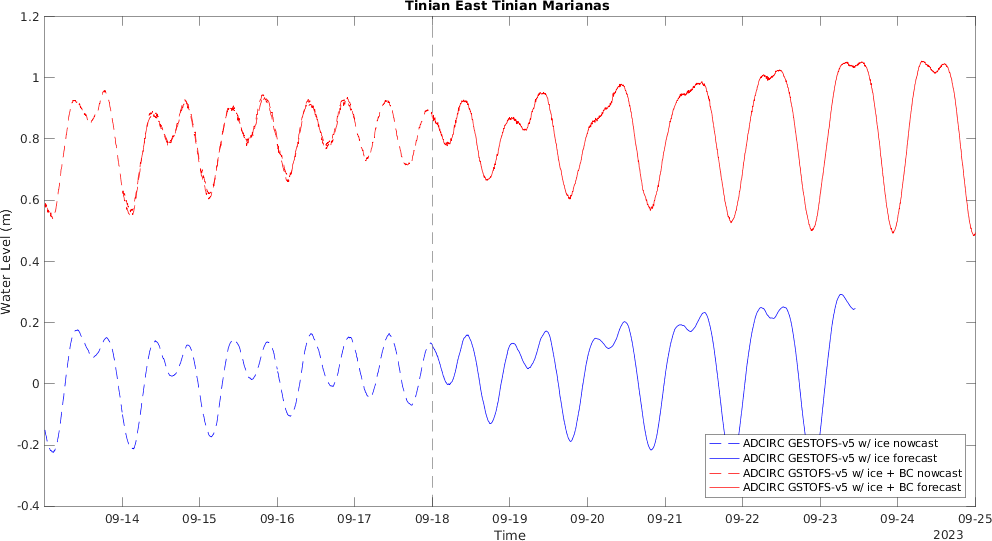 Tinian East Tinian Marianas
1.2
1
0.8
0.6
0.4
0.2
0
-0.2
-0.4
Water Level (m)
ADCIRC GESTOFS-v5 w/ ice nowcast
ADCIRC GESTOFS-v5 w/ ice forecast
ADCIRC GSTOFS-v5 w/ ice + BC nowcast
ADCIRC GSTOFS-v5 w/ ice + BC forecast
09-14 09-15 09-16 09-17 09-18 09-19 09-20 09-21 09-22 09-23 09-24 09-25
Time
2023